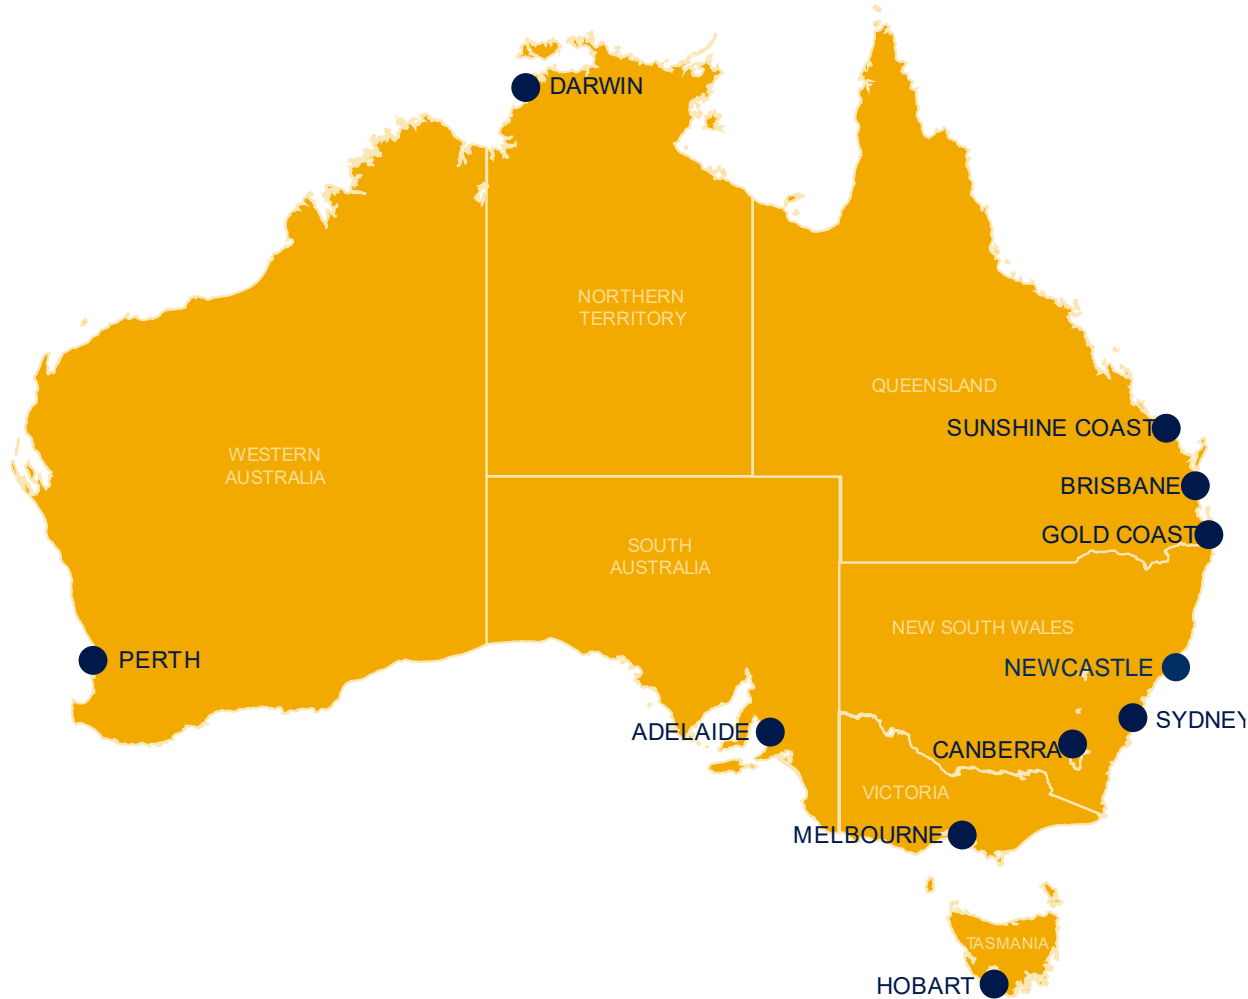 DARWIN
NORTHERN
TERRITORY
QUEENSLAND
SUNSHINE COAST
WESTERN
AUSTRALIA
BRISBANE
GOLD COAST
SOUTH
AUSTRALIA
NEW SOUTH WALES
PERTH
NEWCASTLE
SYDNEY
ADELAIDE
CANBERRA
VICTORIA
MELBOURNE
TASMANIA
HOBART